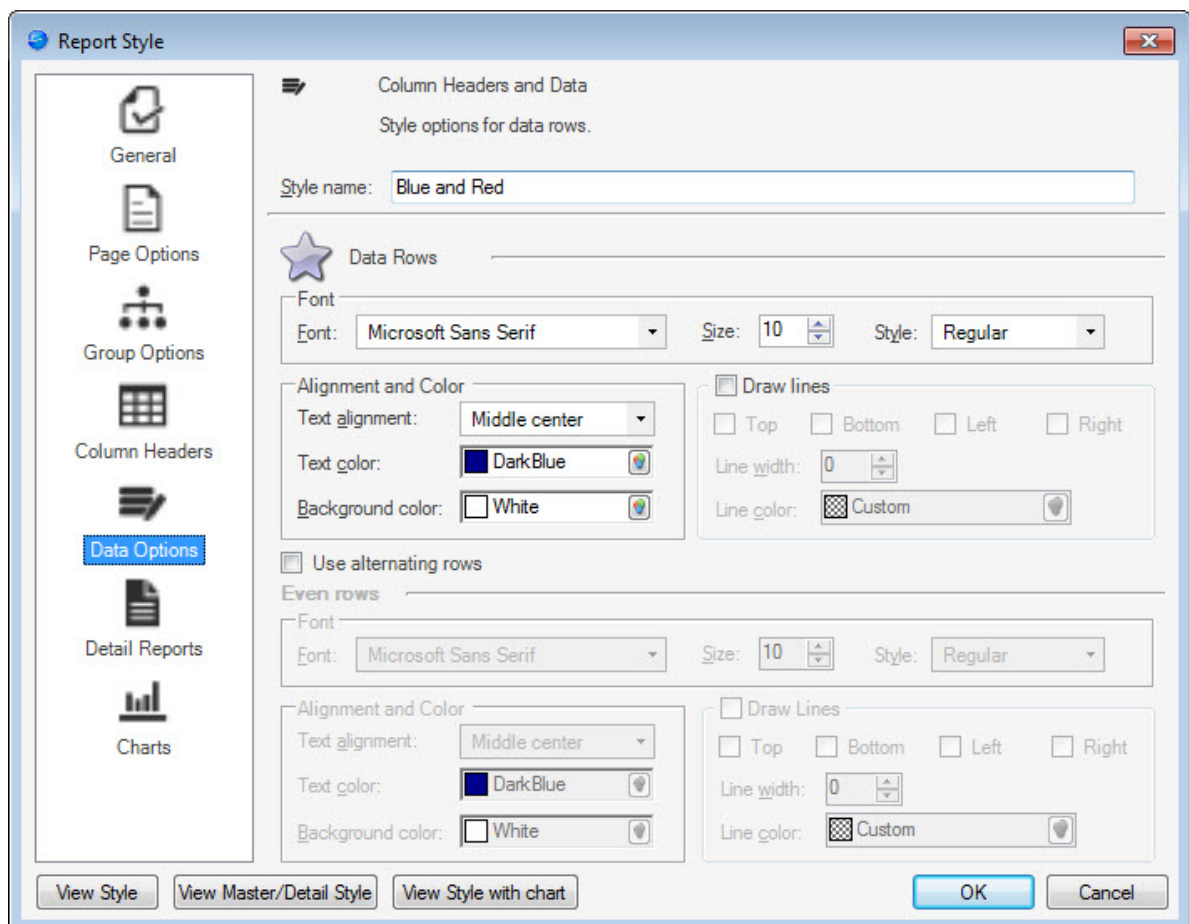 Report Style
General
Page Options
Group Options
Column Headers
Data Options
Detail Reports
Charts
Column Headers and Data
Style options for data rows.
Style name: Blue and Red
Data Rows
Font
Font: Microsoft Sans Serif Size: 10 Style: Regular
Alignment and Color
Text alignment: Middle center
Text color: DarkBlue
Background color: White
Draw lines
Top Bottom Left Right
Line width: 0
Line color: Custom
Use alternating rows
Even rows
Font
Font: Microsoft Sans Serif Size: 10 Style: Regular
Alignment and Color
Text alignment: Middle center
Text color: DarkBlue
Background color: White
Draw Lines
Top Bottom Left Right
Line width: 0
Line color: Custom
View Style View Master/Detail Style View Style with chart OK Cancel